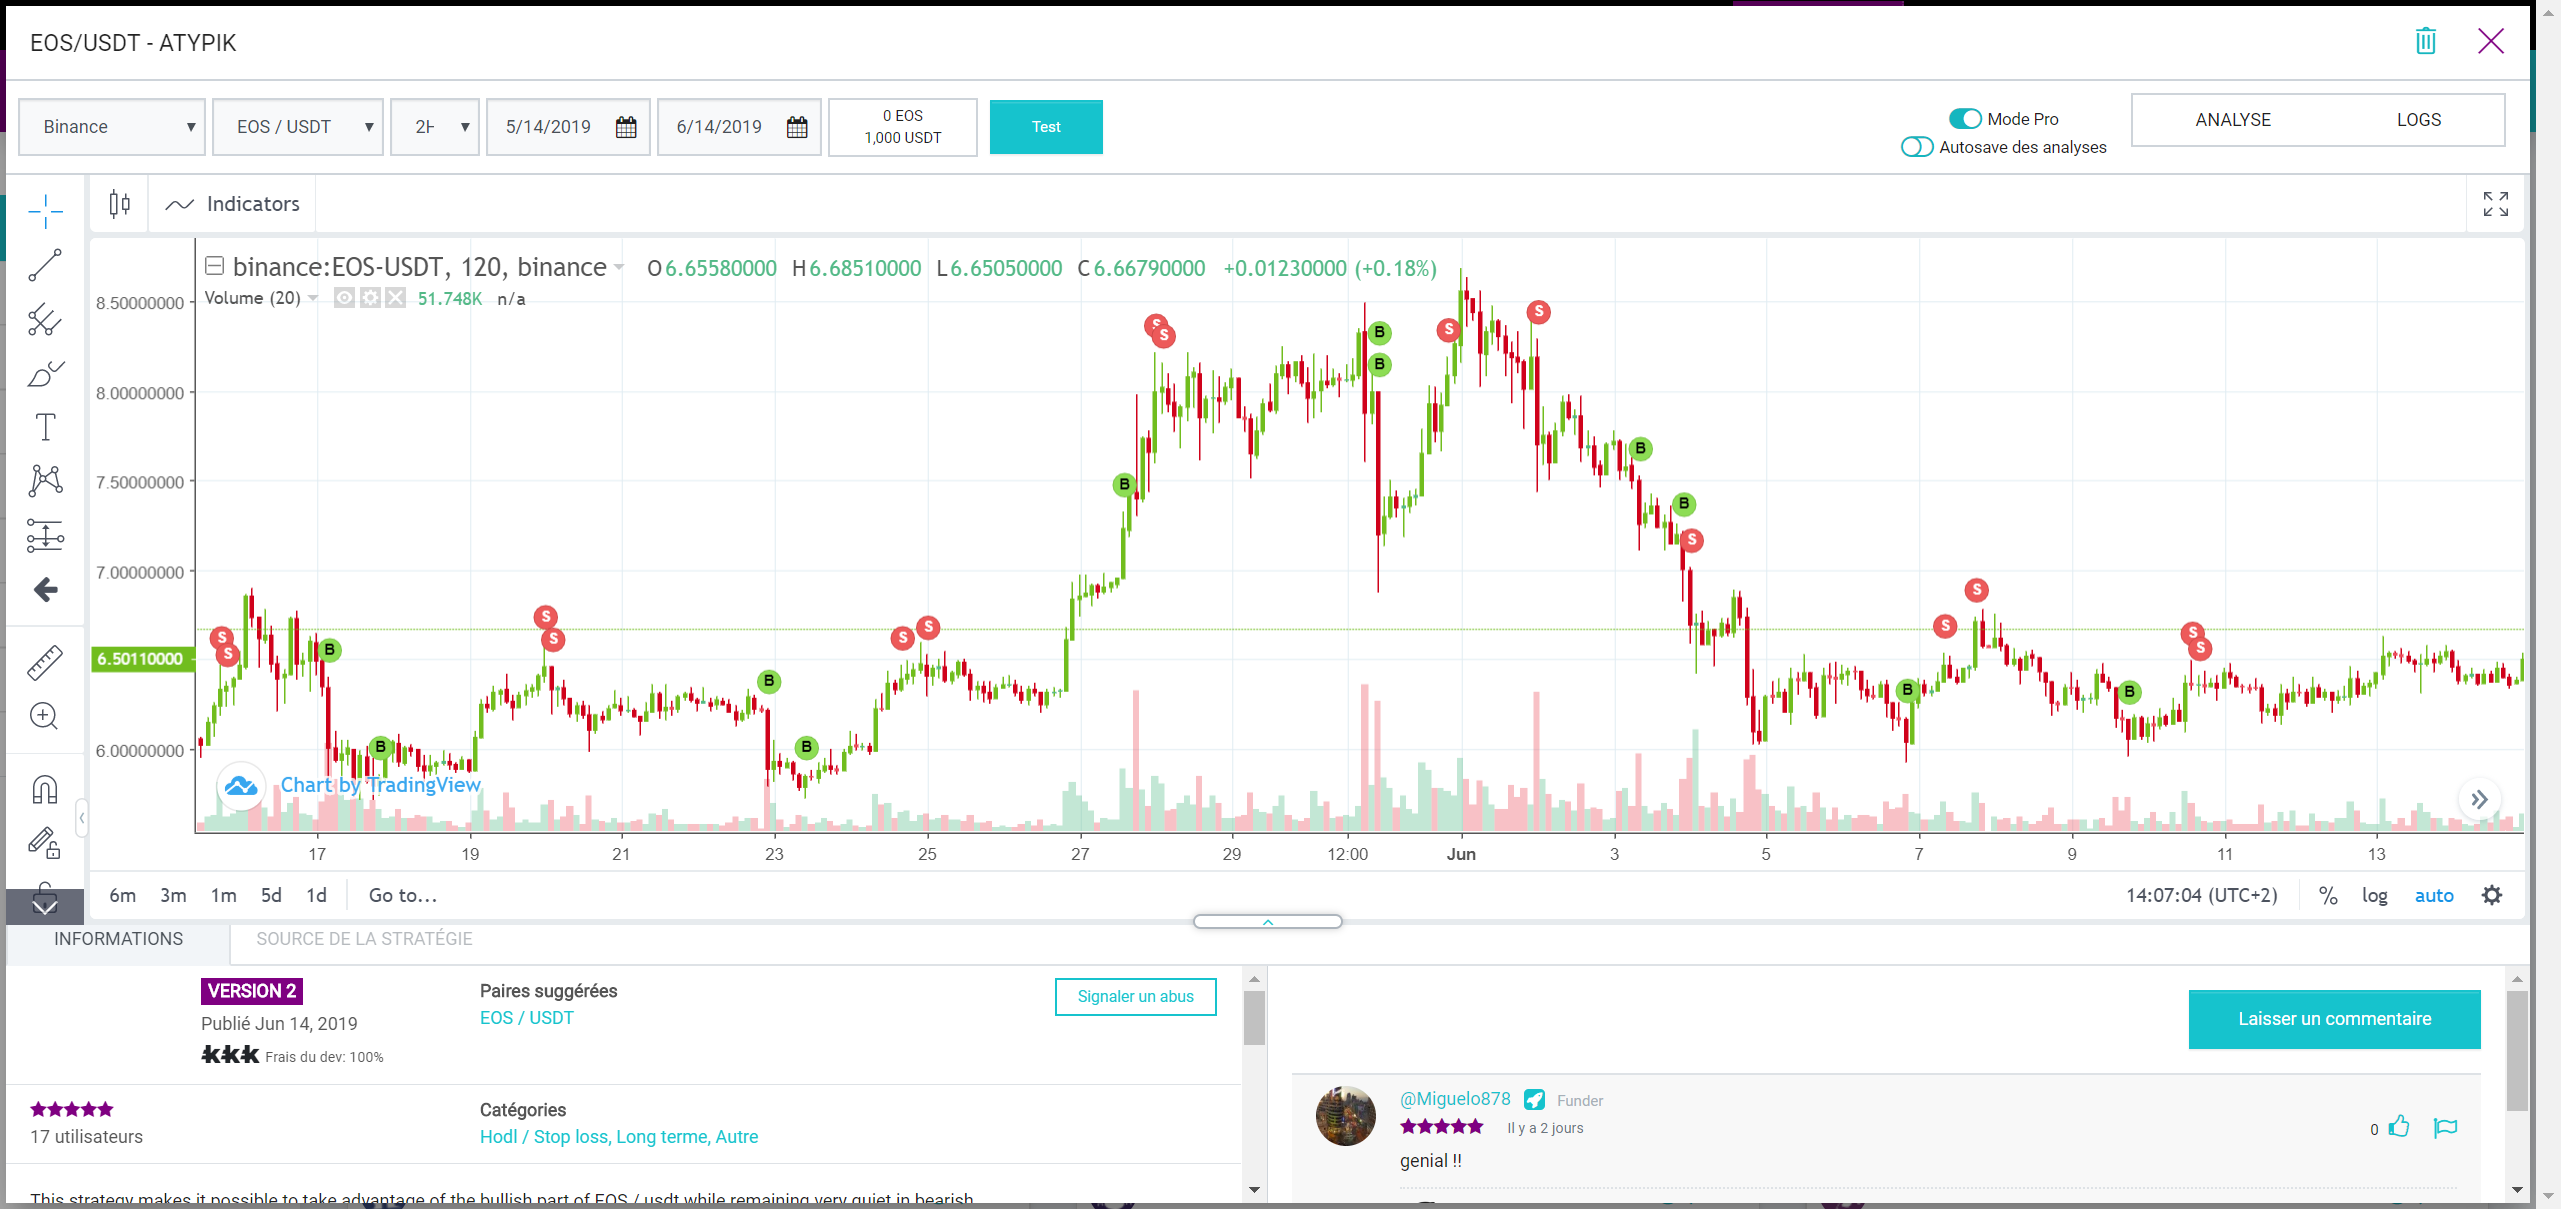 EOS/USDT - ATYPIK
Binance
EOS / USDT
5/14/2019
6/14/2019
0 EOS
1,000 USDT
Test
Mode Pro
Autosave des analyses
ANALYSE
LOGS
Indicators
binance:EOS-USDT, 120, binance
O 6.65580000 H 6.68510000 L 6.65050000 C 6.66790000 +0.01230000 (+0.18%)
Volume (20) 51.748K n/a
8.50000000
8.00000000
7.50000000
7.00000000
6.50110000
6.00000000
S
S
B
B
S
S
B
B
S
S
B
S
S
B
B
S
S
B
B
S
B
S
S
B
S
S
Chart by TradingView
17 19 21 23 25 27 29 12:00 Jun 3 5 7 9 11 13
6m 3m 1m 5d 1d Go to...
14:07:04 (UTC+2) % log auto
INFORMATIONS
SOURCE DE LA STRATÉGIE
VERSION 2
Publié Jun 14, 2019
Frais du dev: 100%
Paires suggérées
EOS / USDT
Signaler un abus
17 utilisateurs
Catégories
Hodl / Stop loss, Long terme, Autre
This strategy makes it possible to take advantage of the bullish part of EOS / usdt while remaining very quiet in bearish
Laisser un commentaire
@Miguelo878 Funder
Il y a 2 jours
genial !!
0